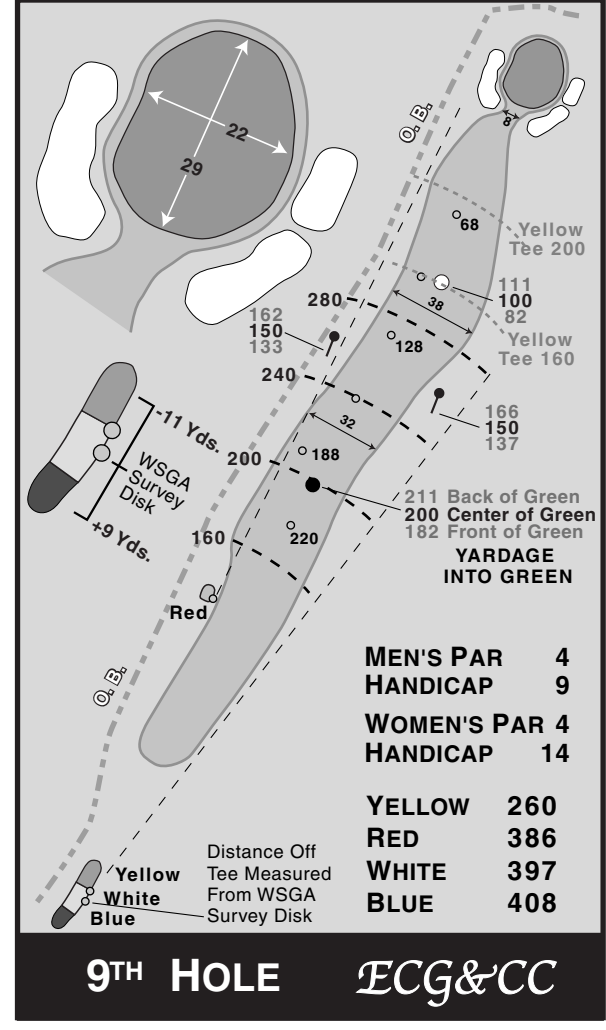 22
29
O.B.
8
68
Yellow
Tee 200
111
100
82
38
280
162
150
133
128
Yellow
Tee 160
240
166
150
137
32
-11 Yds.
WSGA
Survey
Disk
+9 Yds.
200
188
211 Back of Green
200 Center of Green
182 Front of Green
YARDAGE
INTO GREEN
220
160
Red
O.B.
MEN'S PAR 4
HANDICAP 9
WOMEN'S PAR 4
HANDICAP 14
YELLOW 260
RED 386
WHITE 397
BLUE 408
Yellow
White
Blue
Distance Off
Tee Measured
From WSGA
Survey Disk
9TH HOLE ECG&CC